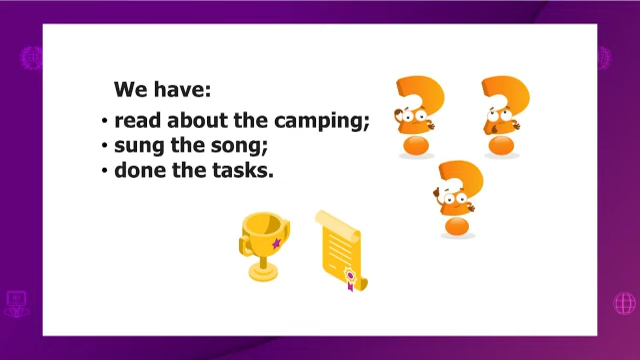 We have:
• read about the camping;
• sung the song;
• done the tasks.